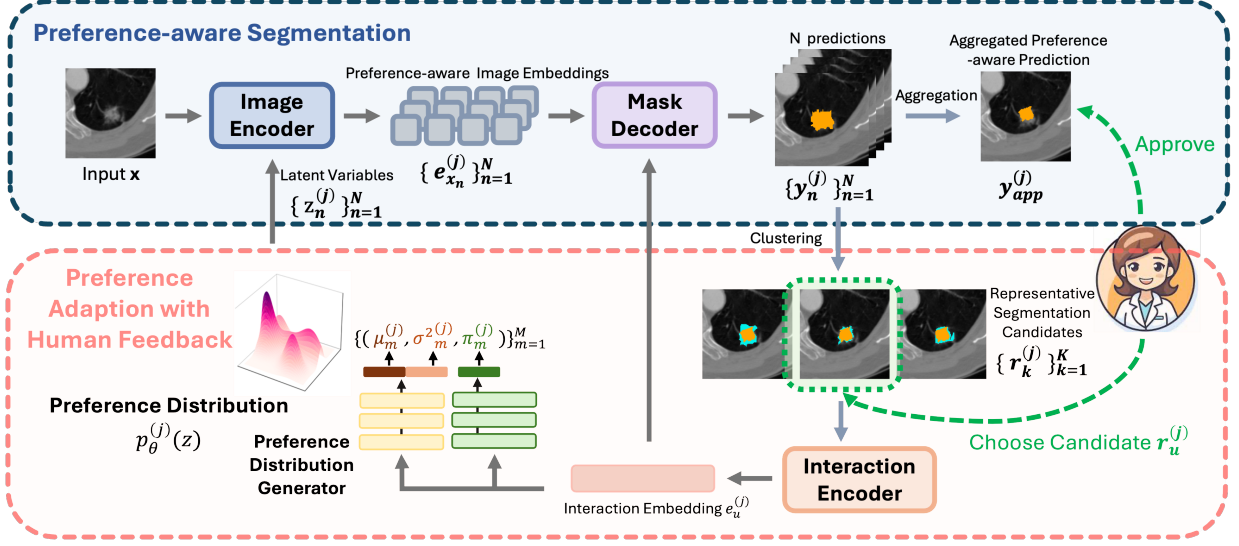 Preference-aware Segmentation
Input x
Image
Encoder
Latent Variables
{ z_n^(j) }_{n=1}^N
Preference-aware Image Embeddings
{ e_{x_n}^(j) }_{n=1}^N
Mask
Decoder
N predictions
{y_n^(j)}_{n=1}^N
Aggregation
Aggregated Preference
-aware Prediction
y_app^(j)
Approve
Clustering
Preference
Adaption with
Human Feedback
Preference Distribution
p_θ^(j)(z)
{( μ_m^(j), σ²_m^(j), π_m^(j) )}_{m=1}^M
Preference
Distribution
Generator
Interaction Embedding e_u^(j)
Representative
Segmentation
Candidates
{ r_k^(j) }_{k=1}^K
Choose Candidate r_u^(j)
Interaction
Encoder